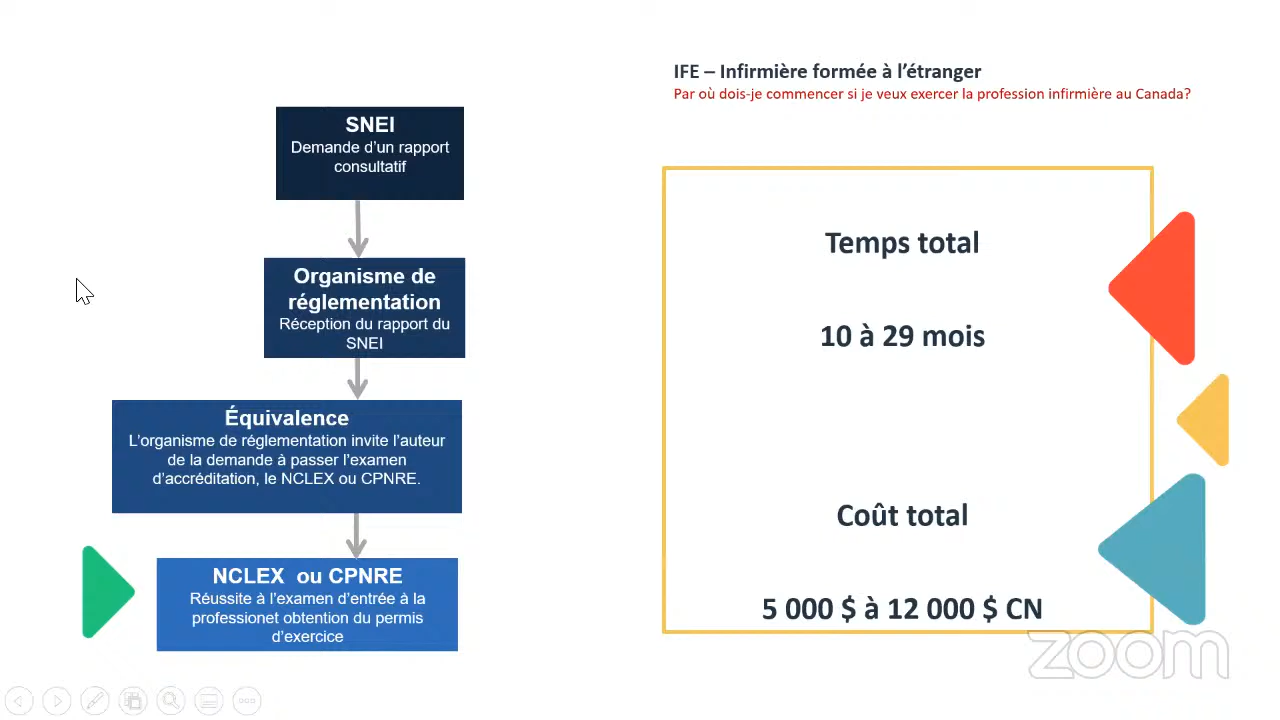 IFE – Infirmière formée à l’étranger
Par où dois-je commencer si je veux exercer la profession infirmière au Canada?
SNEI
Demande d’un rapport
consultatif
Organisme de
réglementation
Réception du rapport du
SNEI
Équivalence
L’organisme de réglementation invite l’auteur
de la demande à passer l’examen
d’accréditation, le NCLEX ou CPNRE.
NCLEX ou CPNRE
Réussite à l’examen d’entrée à la
professionet obtention du permis
d’exercice
Temps total
10 à 29 mois
Coût total
5 000 $ à 12 000 $ CN
zoom